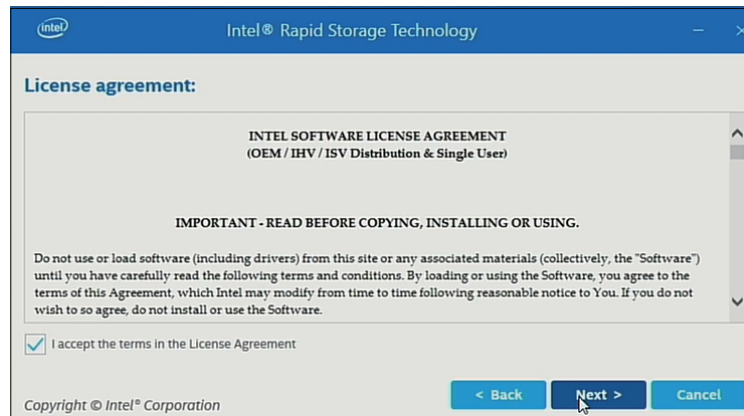 intel
Intel® Rapid Storage Technology
License agreement:
INTEL SOFTWARE LICENSE AGREEMENT
(OEM / IHV / ISV Distribution & Single User)
IMPORTANT - READ BEFORE COPYING, INSTALLING OR USING.
Do not use or load software (including drivers) from this site or any associated materials (collectively, the "Software")
until you have carefully read the following terms and conditions. By loading or using the Software, you agree to the
terms of this Agreement, which Intel may modify from time to time following reasonable notice to You. If you do not
wish to so agree, do not install or use the Software.
I accept the terms in the License Agreement
< Back
Next >
Cancel
Copyright © Intel® Corporation